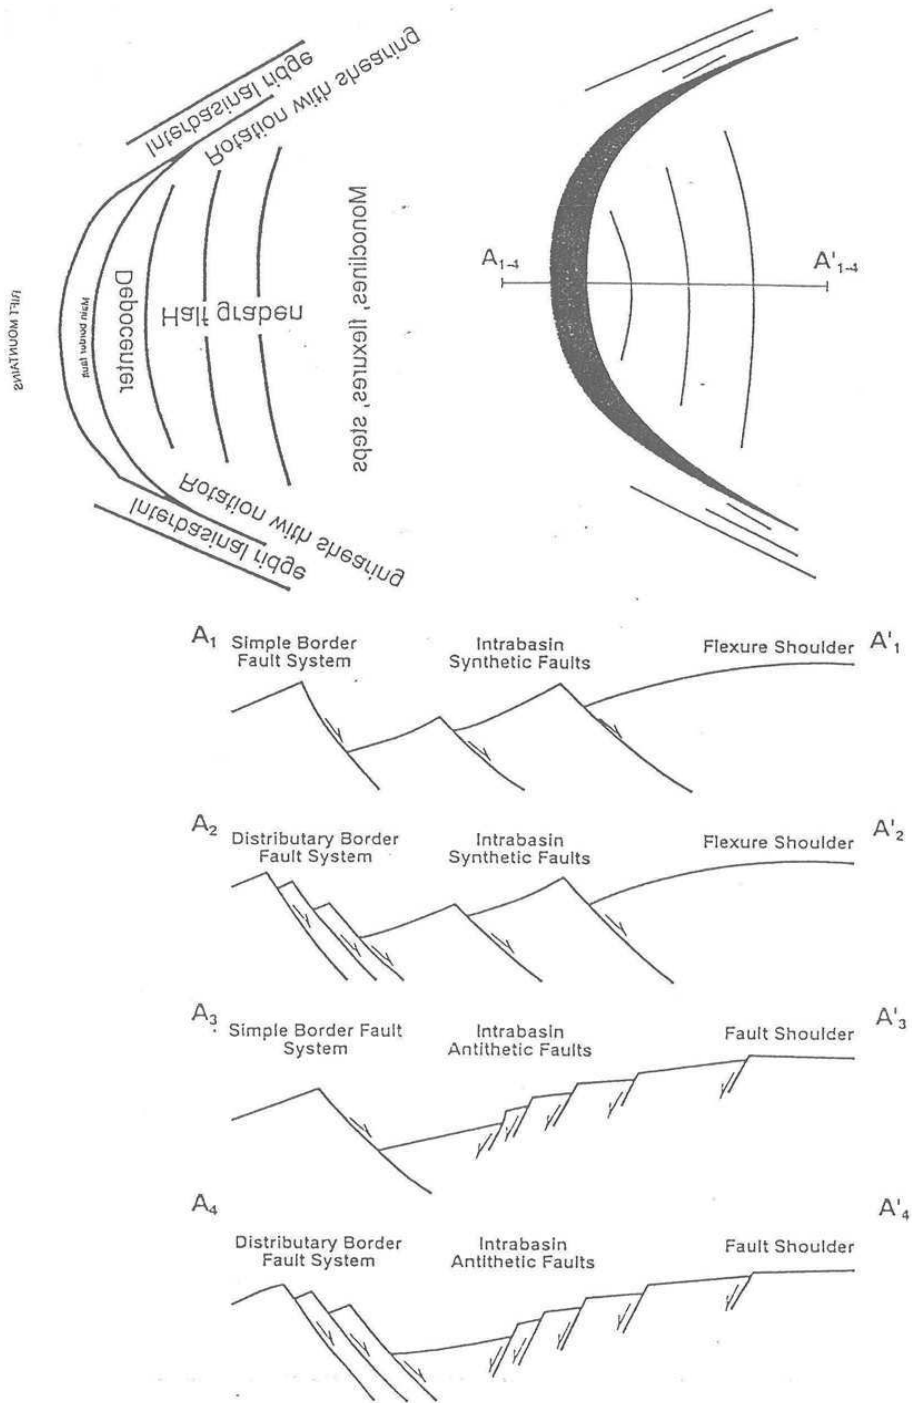 Interbasinal ridge
Rotation with shearing
RIFT MOUNTAINS
Main
Depocenter
Half graben
Monoclines, flexures, steps
Rotation with shearing
Interbasinal ridge
A1-4
A'1-4
A1
Simple Border
Fault System
Intrabasin
Synthetic Faults
Flexure Shoulder
A'1
A2
Distributary Border
Fault System
Intrabasin
Synthetic Faults
Flexure Shoulder
A'2
A3
Simple Border Fault
System
Intrabasin
Antithetic Faults
Fault Shoulder
A'3
A4
Distributary Border
Fault System
Intrabasin
Antithetic Faults
Fault Shoulder
A'4